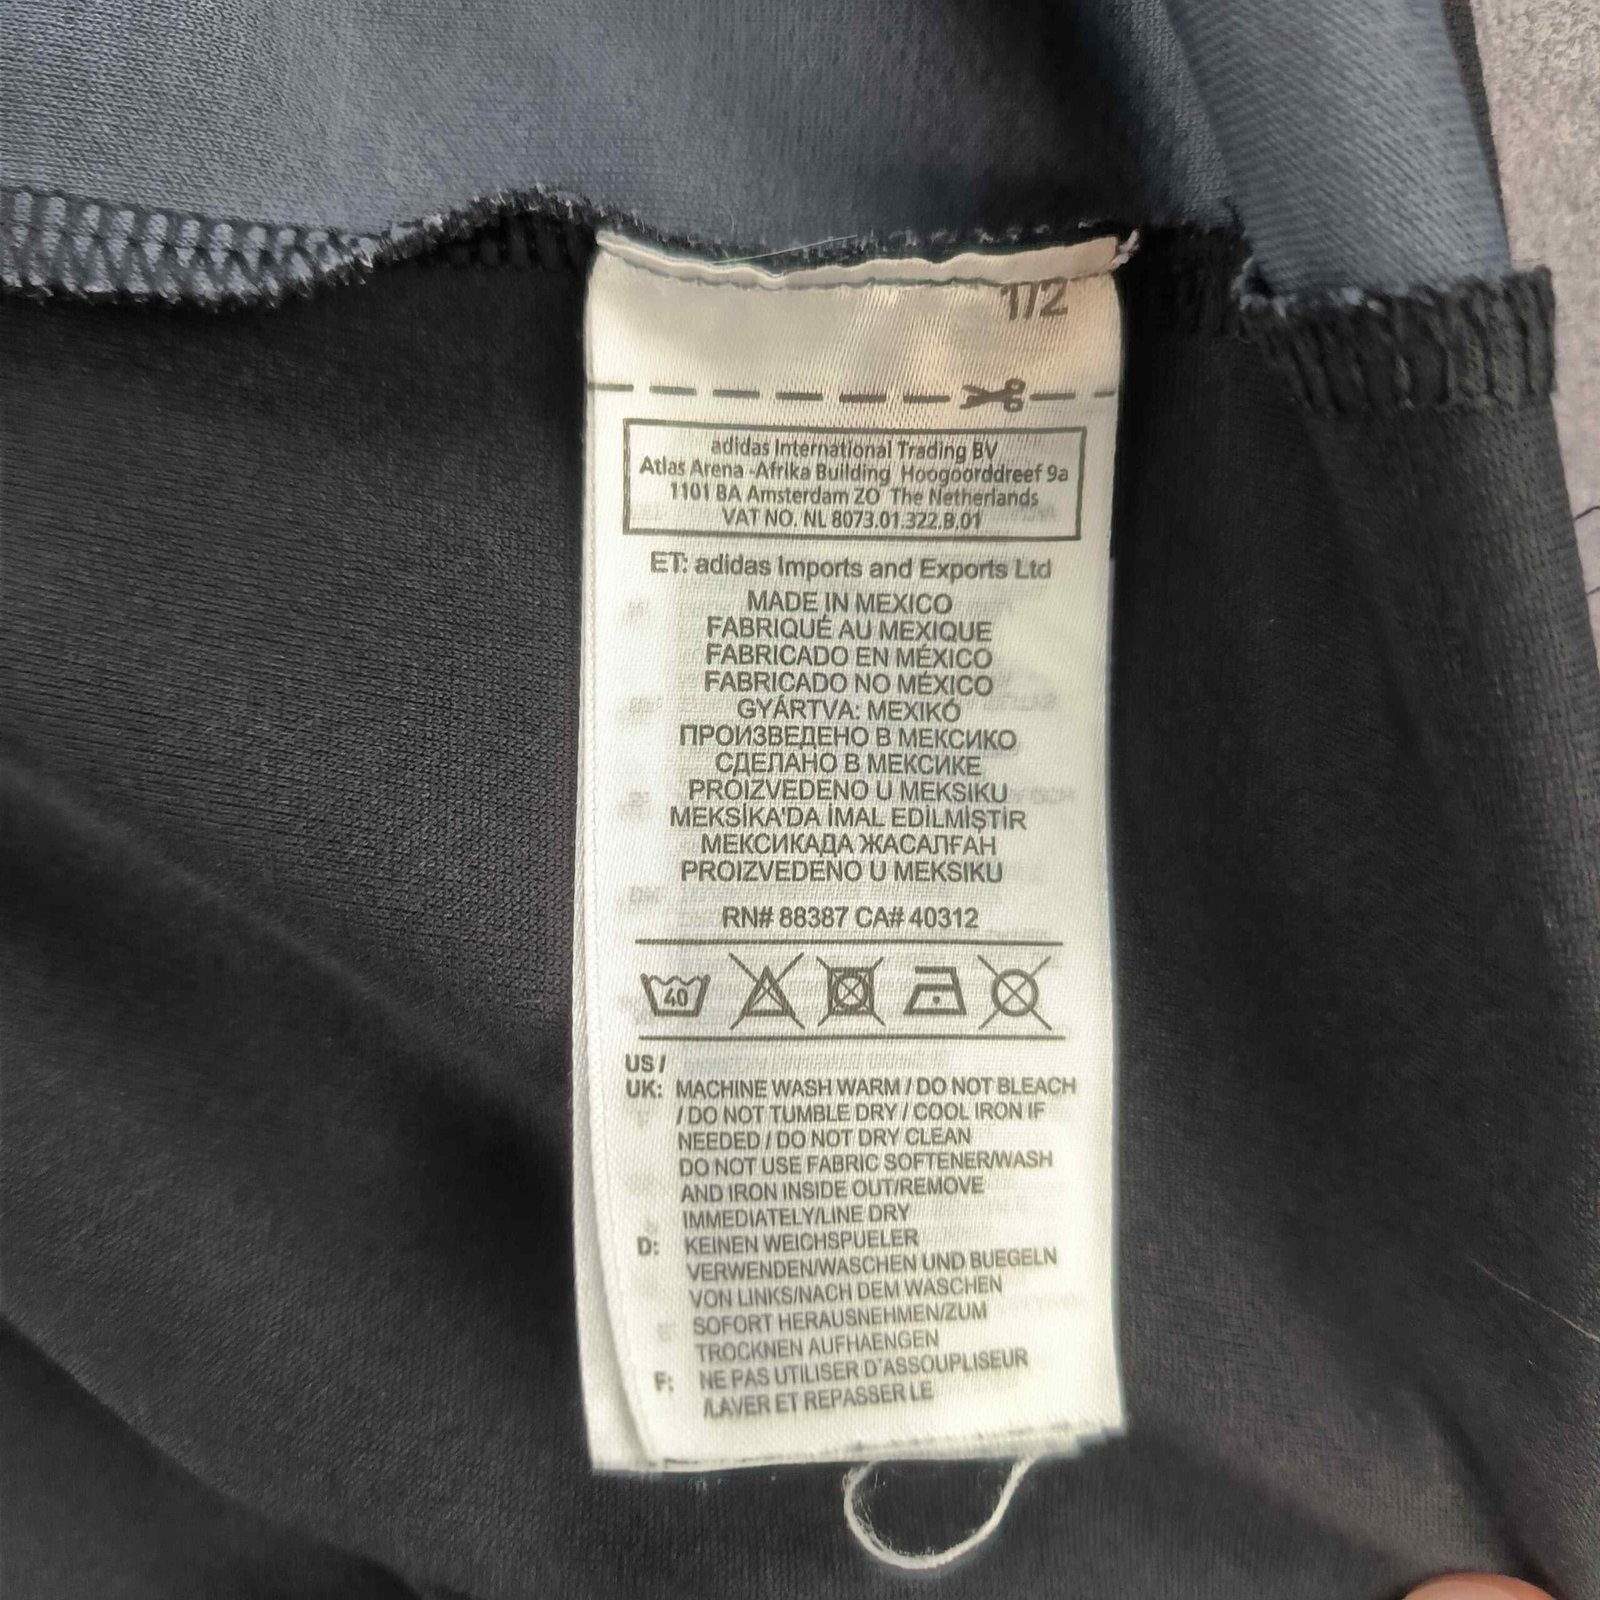 1/2
adidas International Trading BV
Atlas Arena -Afrika Building Hoogoorddreef 9a
1101 BA Amsterdam ZO The Netherlands
VAT NO. NL 8073.01.322.B.01
ET: adidas Imports and Exports Ltd
MADE IN MEXICO
FABRIQUÉ AU MEXIQUE
FABRICADO EN MÉXICO
FABRICADO NO MÉXICO
GYÁRTVA: MEXIKÓ
ПРОИЗВЕДЕНО В МЕКСИКО
СДЕЛАНО В МЕКСИКЕ
PROIZVEDENO U MEKSIKU
MEKSİKA'DA İMAL EDİLMİŞTİR
МЕКСИКАДА ЖАСАЛҒАН
PROIZVEDENO U MEKSIKU
RN# 88387 CA# 40312
40
US /
UK: MACHINE WASH WARM / DO NOT BLEACH
/ DO NOT TUMBLE DRY / COOL IRON IF
NEEDED / DO NOT DRY CLEAN
DO NOT USE FABRIC SOFTENER/WASH
AND IRON INSIDE OUT/REMOVE
IMMEDIATELY/LINE DRY
D: KEINEN WEICHSPUELER
VERWENDEN/WASCHEN UND BUEGELN
VON LINKS/NACH DEM WASCHEN
SOFORT HERAUSNEHMEN/ZUM
TROCKNEN AUFHAENGEN
F: NE PAS UTILISER D'ASSOUPLISEUR
/LAVER ET REPASSER LE